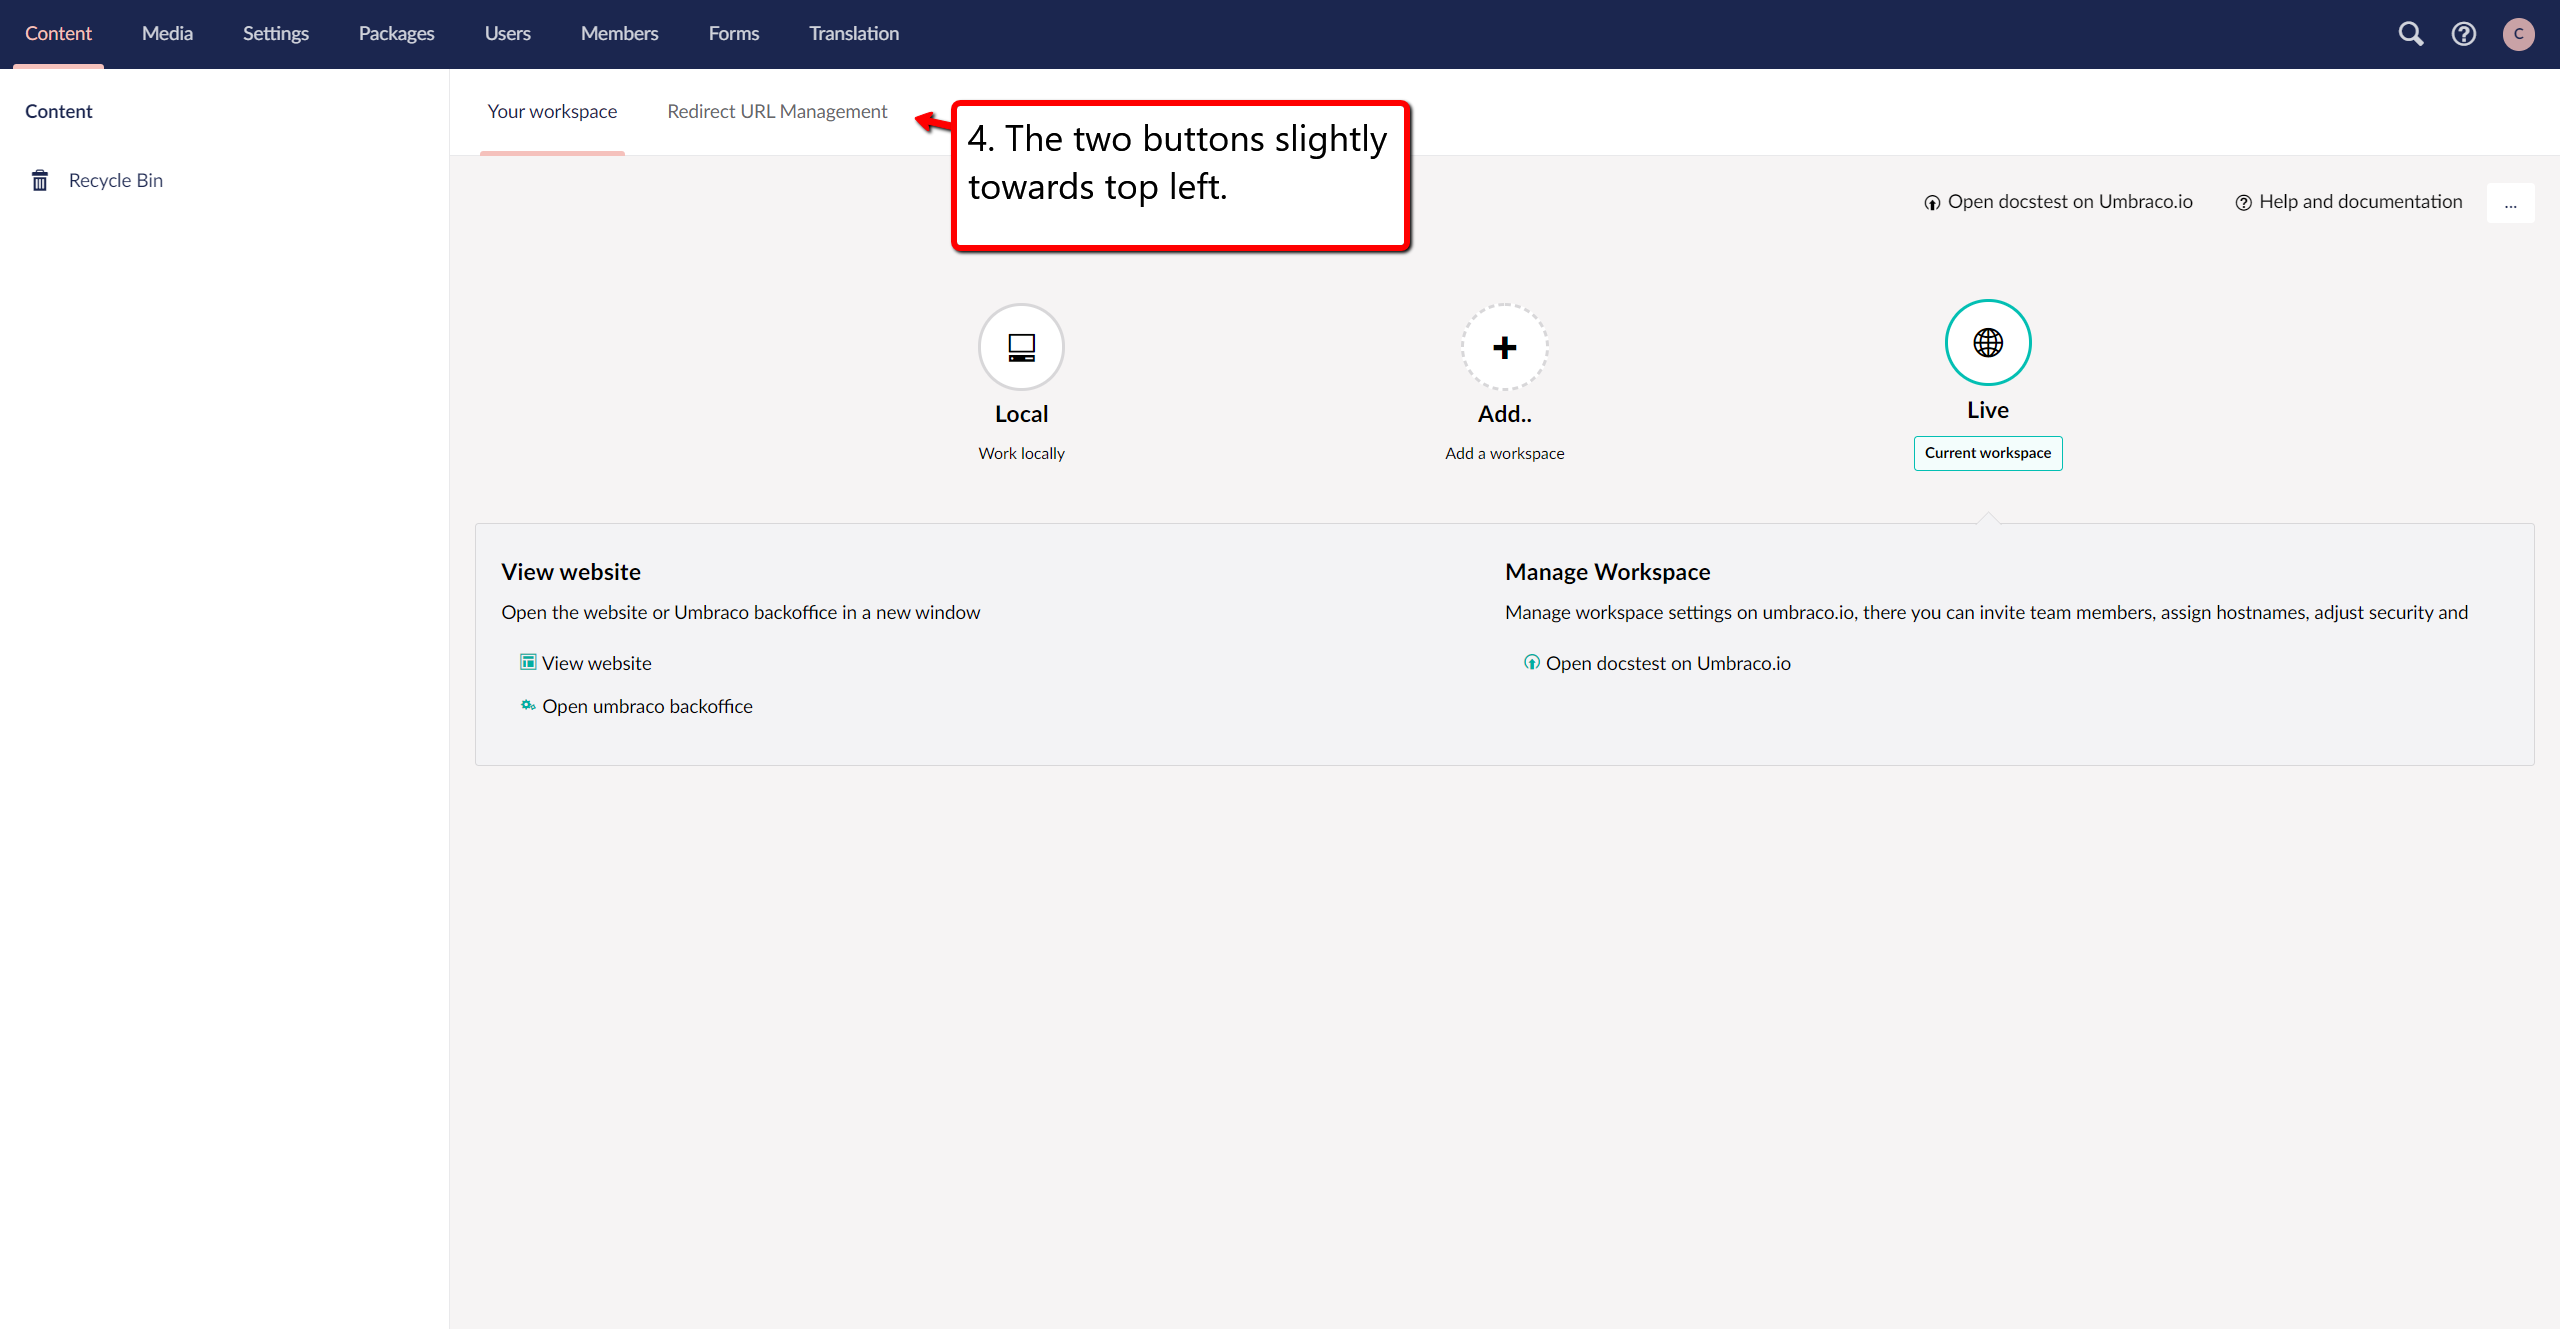 Content Media Settings Packages Users Members Forms Translation
C
Content
Recycle Bin
Your workspace Redirect URL Management
4. The two buttons slightly
towards top left.
Open docstest on Umbraco.io Help and documentation ...
Local
Work locally
Add..
Add a workspace
Live
Current workspace
View website
Open the website or Umbraco backoffice in a new window
View website
Open umbraco backoffice
Manage Workspace
Manage workspace settings on umbraco.io, there you can invite team members, assign hostnames, adjust security and
Open docstest on Umbraco.io